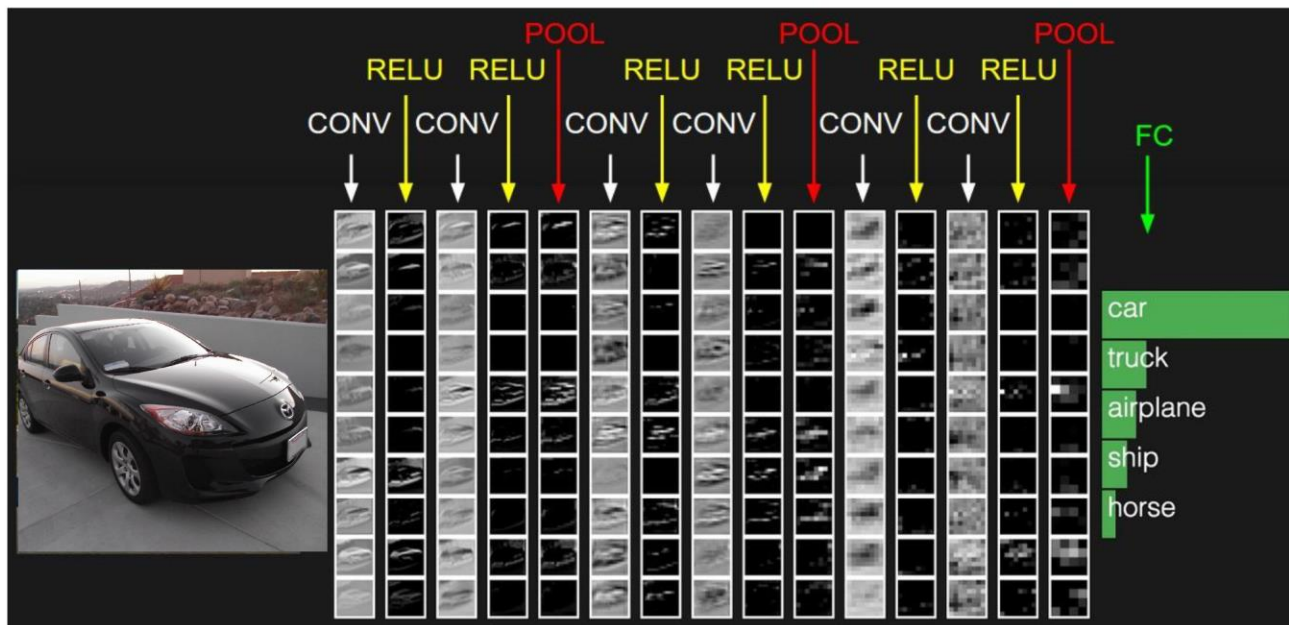 POOL POOL POOL
RELU RELU RELU RELU RELU RELU
CONV CONV CONV CONV CONV CONV
FC
car
truck
airplane
ship
horse